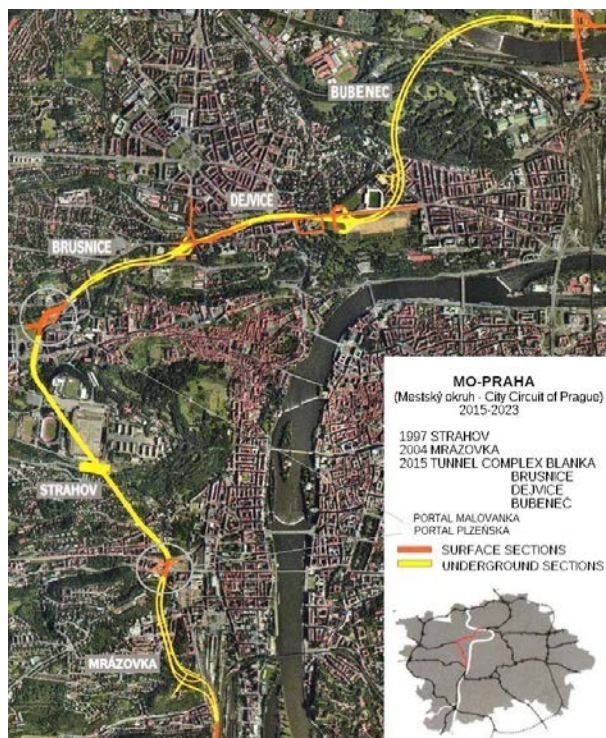 BUBENEC
DEJVICE
BRUSNICE
STRAHOV
MRÁZOVKA
MO-PRAHA
(Mestský okruh - City Circuit of Prague)
2015-2023
1997 STRAHOV
2004 MRÁZOVKA
2015 TUNNEL COMPLEX BLANKA
BRUSNICE
DEJVICE
BUBENEČ
PORTAL MALOVANKA
PORTAL PLZEŇSKA
SURFACE SECTIONS
UNDERGROUND SECTIONS